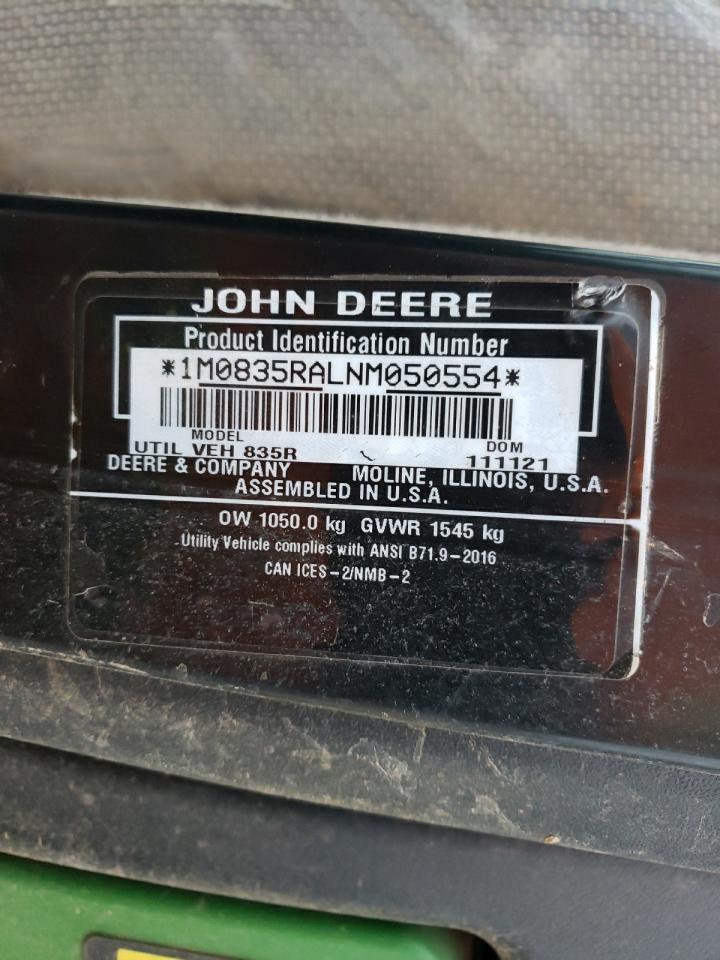 JOHN DEERE
Product Identification Number
*1M0835RALNM050554*
MODEL DOM
UTIL VEH 835R 111121
DEERE & COMPANY MOLINE, ILLINOIS, U.S.A.
ASSEMBLED IN U.S.A.
OW 1050.0 kg GVWR 1545 kg
Utility Vehicle complies with ANSI B71.9-2016
CAN ICES-2/NMB-2